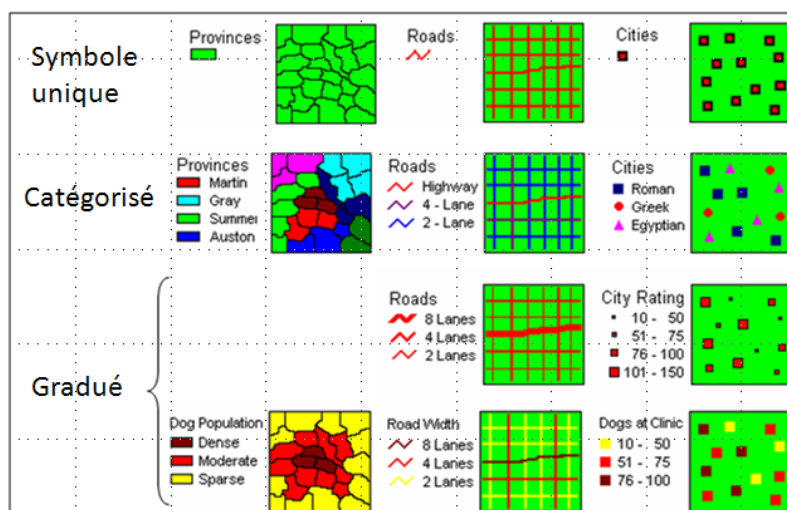 Symbole unique
Provinces
Roads
Cities
Catégorisé
Provinces
Martin
Gray
Summer
Auston
Roads
Highway
4 - Lane
2 - Lane
Cities
Roman
Greek
Egyptian
Gradué
Roads
8 Lanes
4 Lanes
2 Lanes
City Rating
10 - 50
51 - 75
76 - 100
101 - 150
Dog Population
Dense
Moderate
Sparse
Road Width
8 Lanes
4 Lanes
2 Lanes
Dogs at Clinic
10 - 50
51 - 75
76 - 100